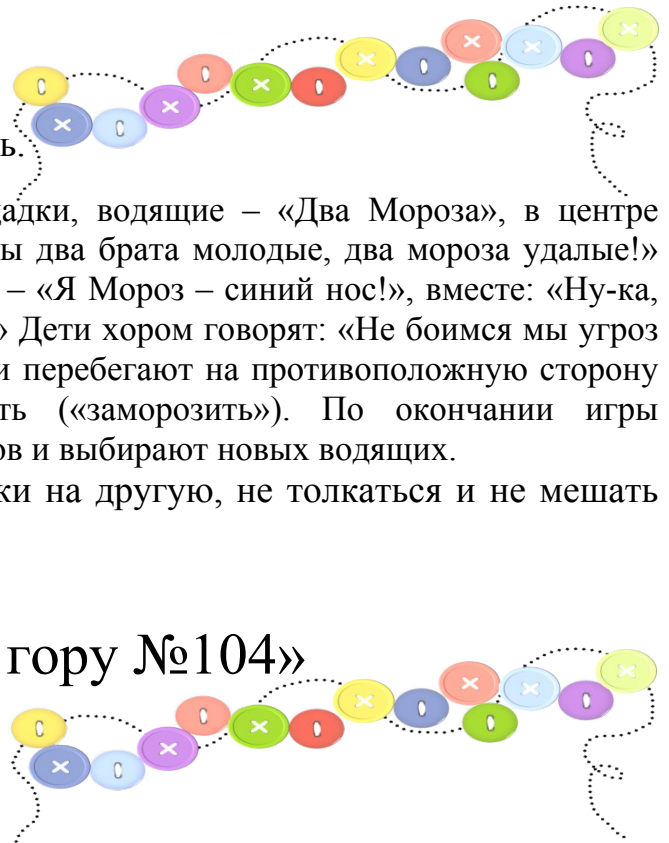 ь.
адки, водящие – «Два Мороза», в центре
ы два брата молодые, два мороза удалые!»
– «Я Мороз – синий нос!», вместе: «Ну-ка,
» Дети хором говорят: «Не боимся мы угроз
и перебегают на противоположную сторону
ть («заморозить»). По окончании игры
ов и выбирают новых водящих.
ки на другую, не толкаться и не мешать
гору №104»